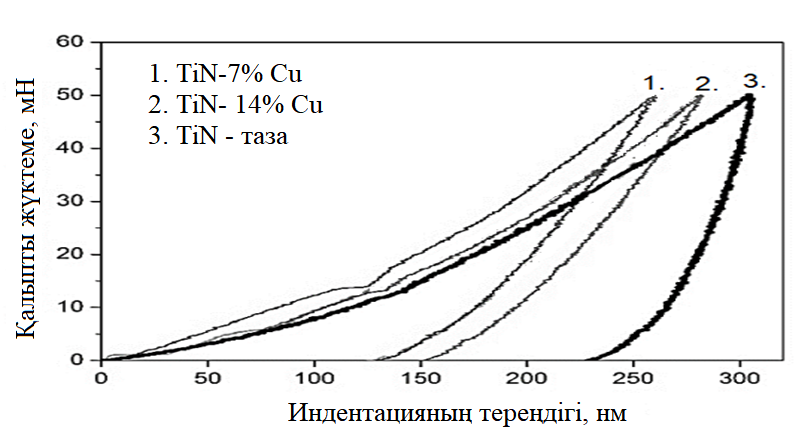 60
50
40
30
20
10
0
Қалыпты жүктеме, мН
1. TiN-7% Cu
2. TiN- 14% Cu
3. TiN - таза
1.
2.
3.
0 50 100 150 200 250 300
Индентацияның тереңдігі, нм